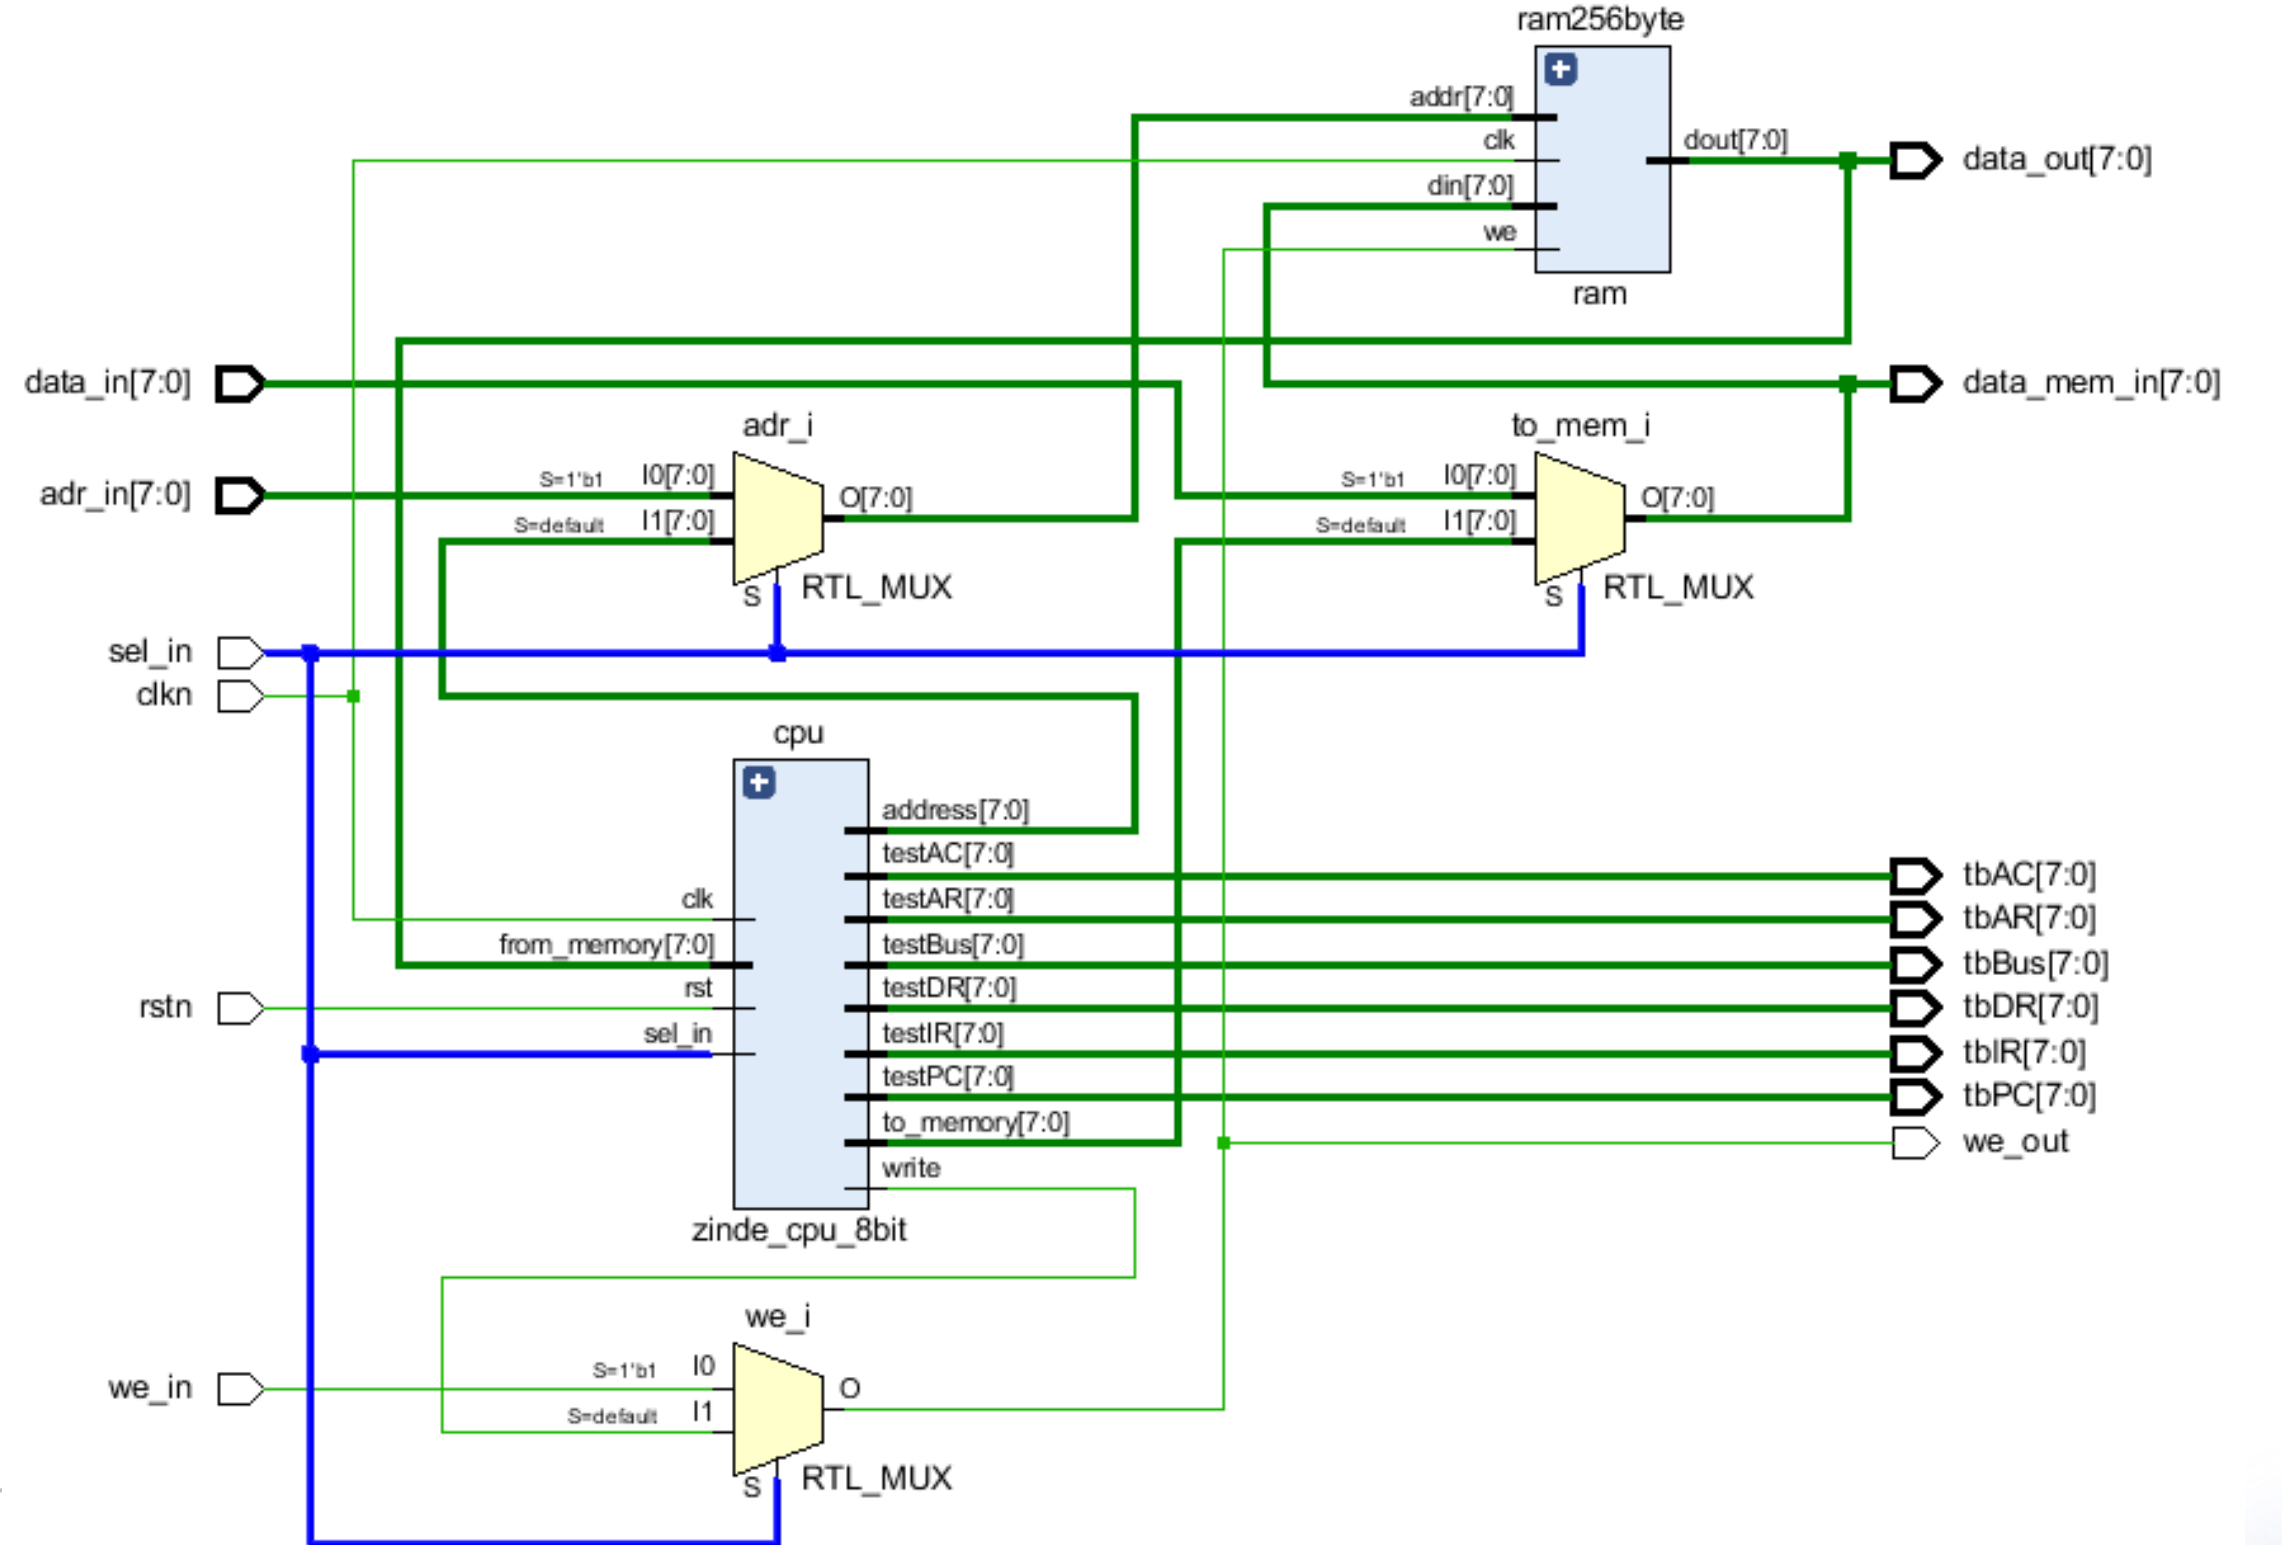 ram256byte
addr[7:0]
clk
dout[7:0]
data_out[7:0]
din[7:0]
we
ram
data_in[7:0]
data_mem_in[7:0]
adr_i
to_mem_i
S=1'b1 I0[7:0]
S=1'b1 I0[7:0]
adr_in[7:0]
O[7:0]
O[7:0]
S=default I1[7:0]
S=default I1[7:0]
S RTL_MUX
S RTL_MUX
sel_in
clkn
cpu
address[7:0]
testAC[7:0]
tbAC[7:0]
clk
testAR[7:0]
tbAR[7:0]
from_memory[7:0]
testBus[7:0]
tbBus[7:0]
rst
testDR[7:0]
rstn
tbDR[7:0]
sel_in
testIR[7:0]
tbIR[7:0]
testPC[7:0]
tbPC[7:0]
to_memory[7:0]
we_out
write
zinde_cpu_8bit
we_i
S=1'b1 I0
we_in
O
S=default I1
S RTL_MUX